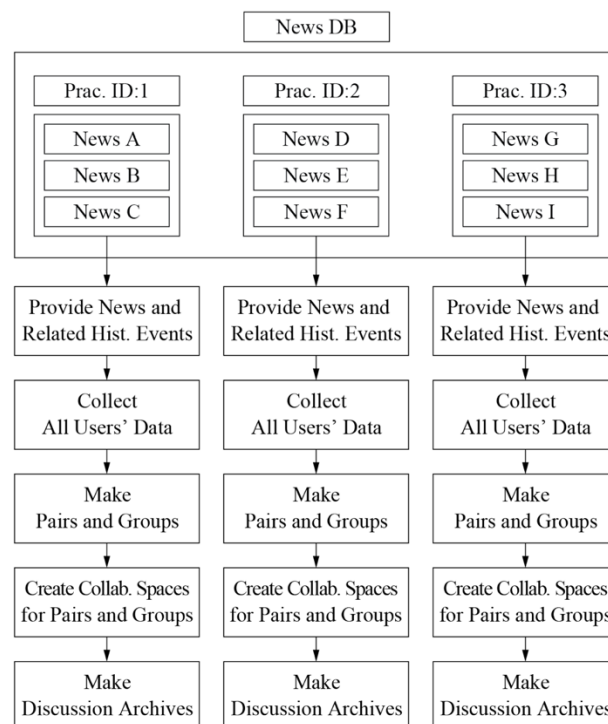 News DB
Prac. ID:1
Prac. ID:2
Prac. ID:3
News A
News D
News G
News B
News E
News H
News C
News F
News I
Provide News and
Related Hist. Events
Provide News and
Related Hist. Events
Provide News and
Related Hist. Events
Collect
All Users' Data
Collect
All Users' Data
Collect
All Users' Data
Make
Pairs and Groups
Make
Pairs and Groups
Make
Pairs and Groups
Create Collab. Spaces
for Pairs and Groups
Create Collab. Spaces
for Pairs and Groups
Create Collab. Spaces
for Pairs and Groups
Make
Discussion Archives
Make
Discussion Archives
Make
Discussion Archives